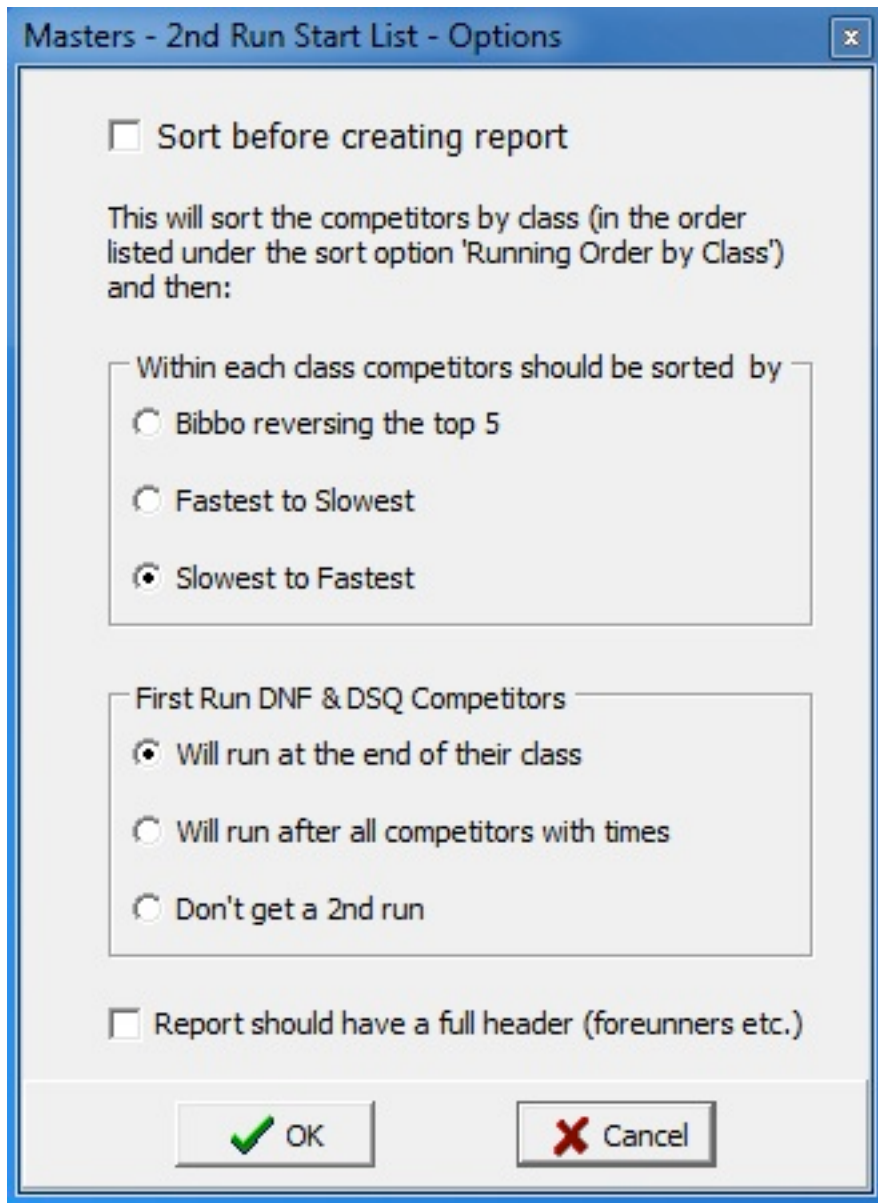 Masters - 2nd Run Start List - Options
Sort before creating report
This will sort the competitors by class (in the order
listed under the sort option 'Running Order by Class')
and then:
Within each class competitors should be sorted by
Bibbo reversing the top 5
Fastest to Slowest
Slowest to Fastest
First Run DNF & DSQ Competitors
Will run at the end of their class
Will run after all competitors with times
Don't get a 2nd run
Report should have a full header (foreunners etc.)
OK
Cancel